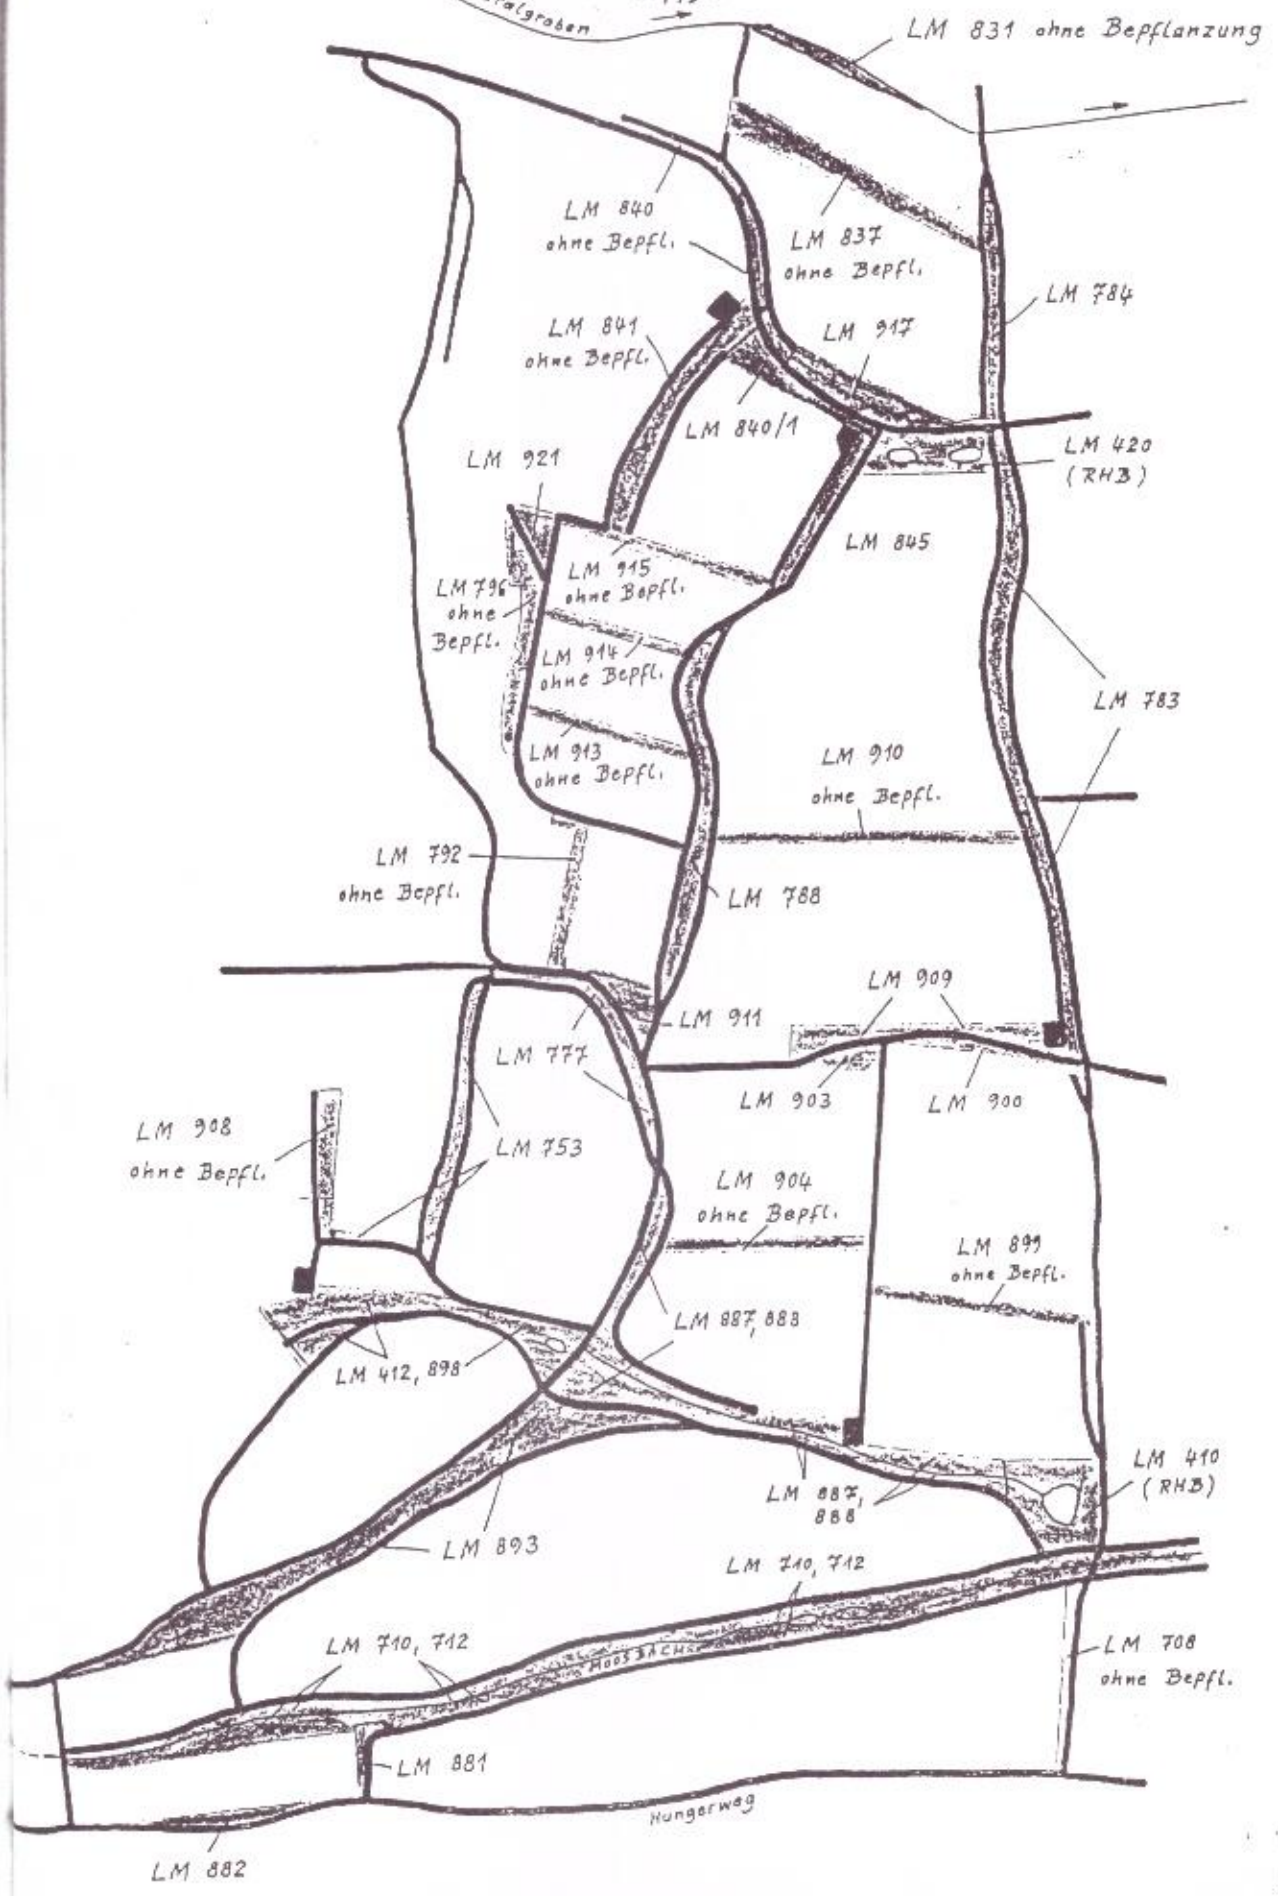 LM 831 ohne Bepflanzung
LM 840
ohne Bepfl.
LM 837
ohne Bepfl.
LM 784
LM 841
ohne Bepfl.
LM 917
LM 840/1
LM 420
(RHB)
LM 921
LM 845
LM 796
ohne
Bepfl.
LM 915
ohne Bepfl.
LM 914
ohne Bepfl.
LM 783
LM 913
ohne Bepfl.
LM 910
ohne Bepfl.
LM 792
ohne Bepfl.
LM 788
LM 909
LM 911
LM 777
LM 903
LM 900
LM 908
ohne Bepfl.
LM 753
LM 904
ohne Bepfl.
LM 899
ohne Bepfl.
LM 887, 888
LM 412, 898
LM 410
(RHB)
LM 887,
888
LM 893
LM 710, 712
LM 710, 712
MOOSBACH
LM 708
ohne Bepfl.
LM 881
Hungerweg
LM 882